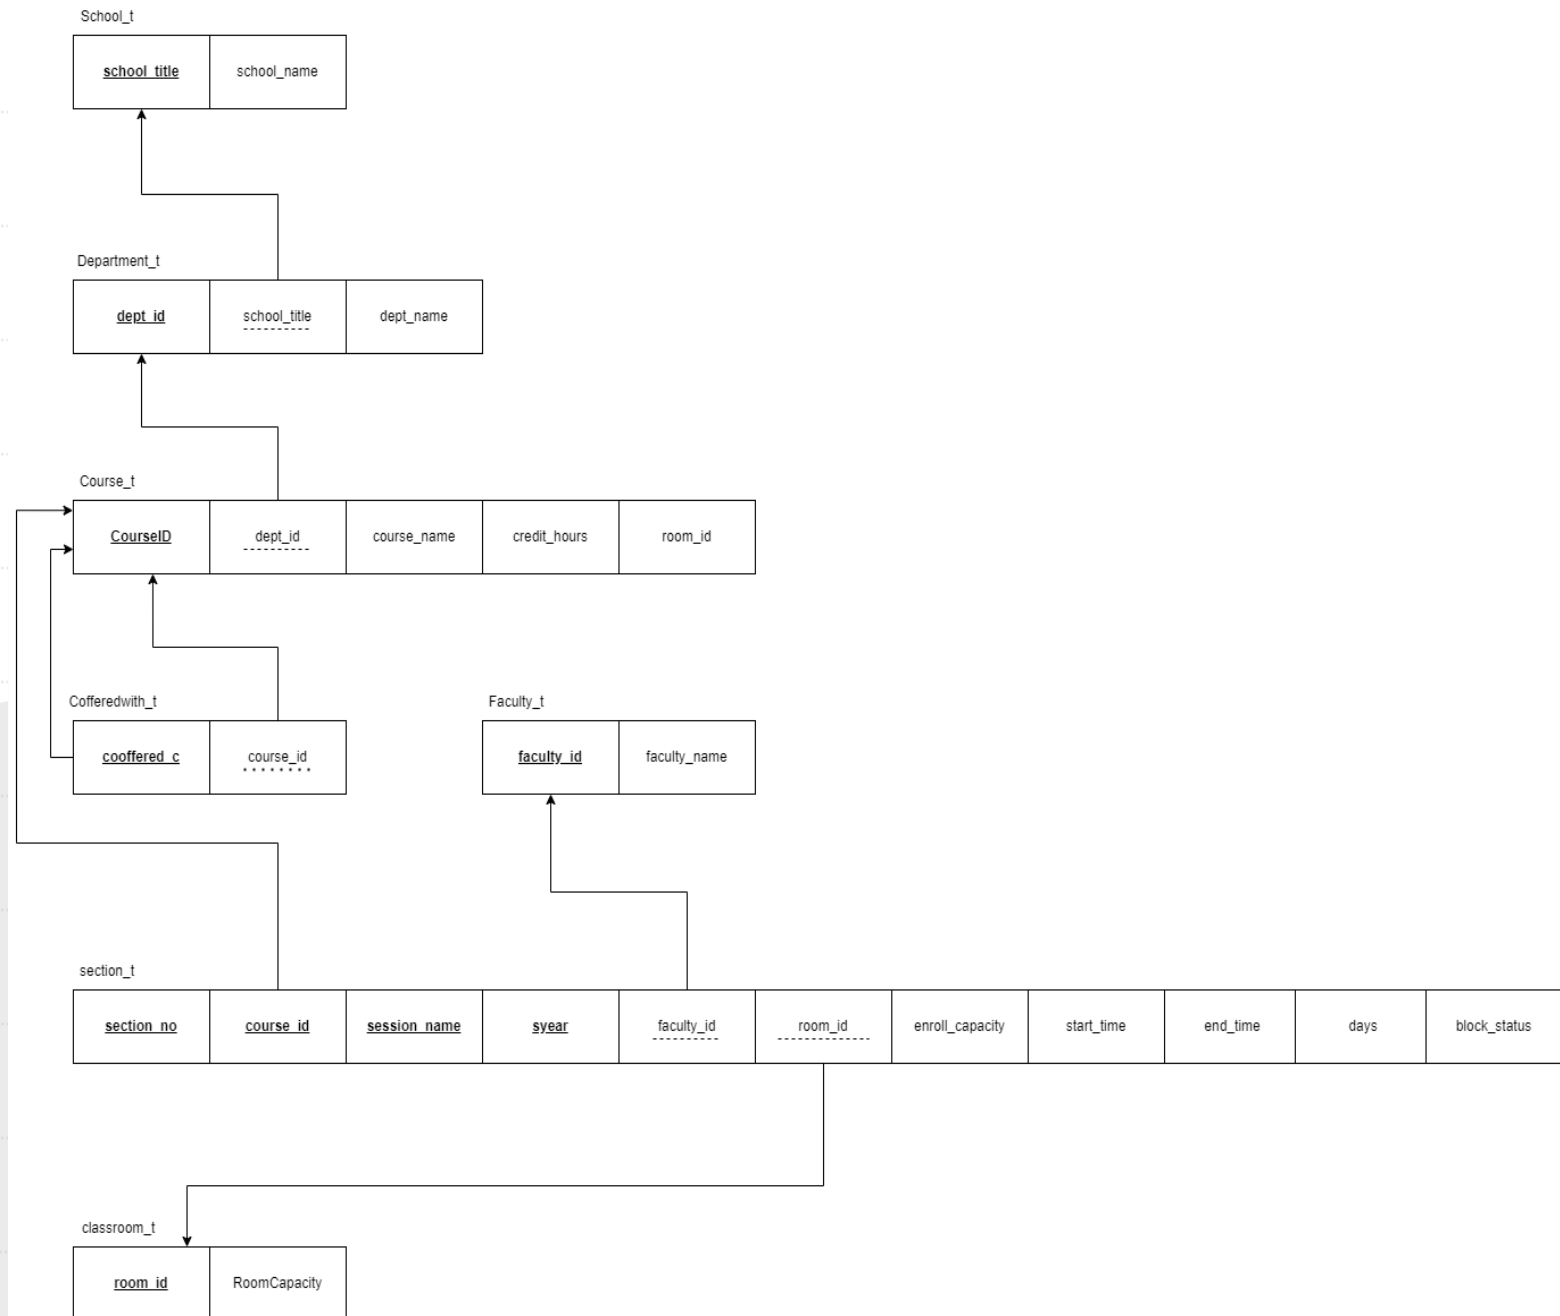 School_t
school_title school_name
Department_t
dept_id school_title dept_name
Course_t
CourseID dept_id course_name credit_hours room_id
Cofferedwith_t Faculty_t
cooffered_c course_id faculty_id faculty_name
section_t
section_no course_id session_name syear faculty_id room_id enroll_capacity start_time end_time days block_status
classroom_t
room_id RoomCapacity